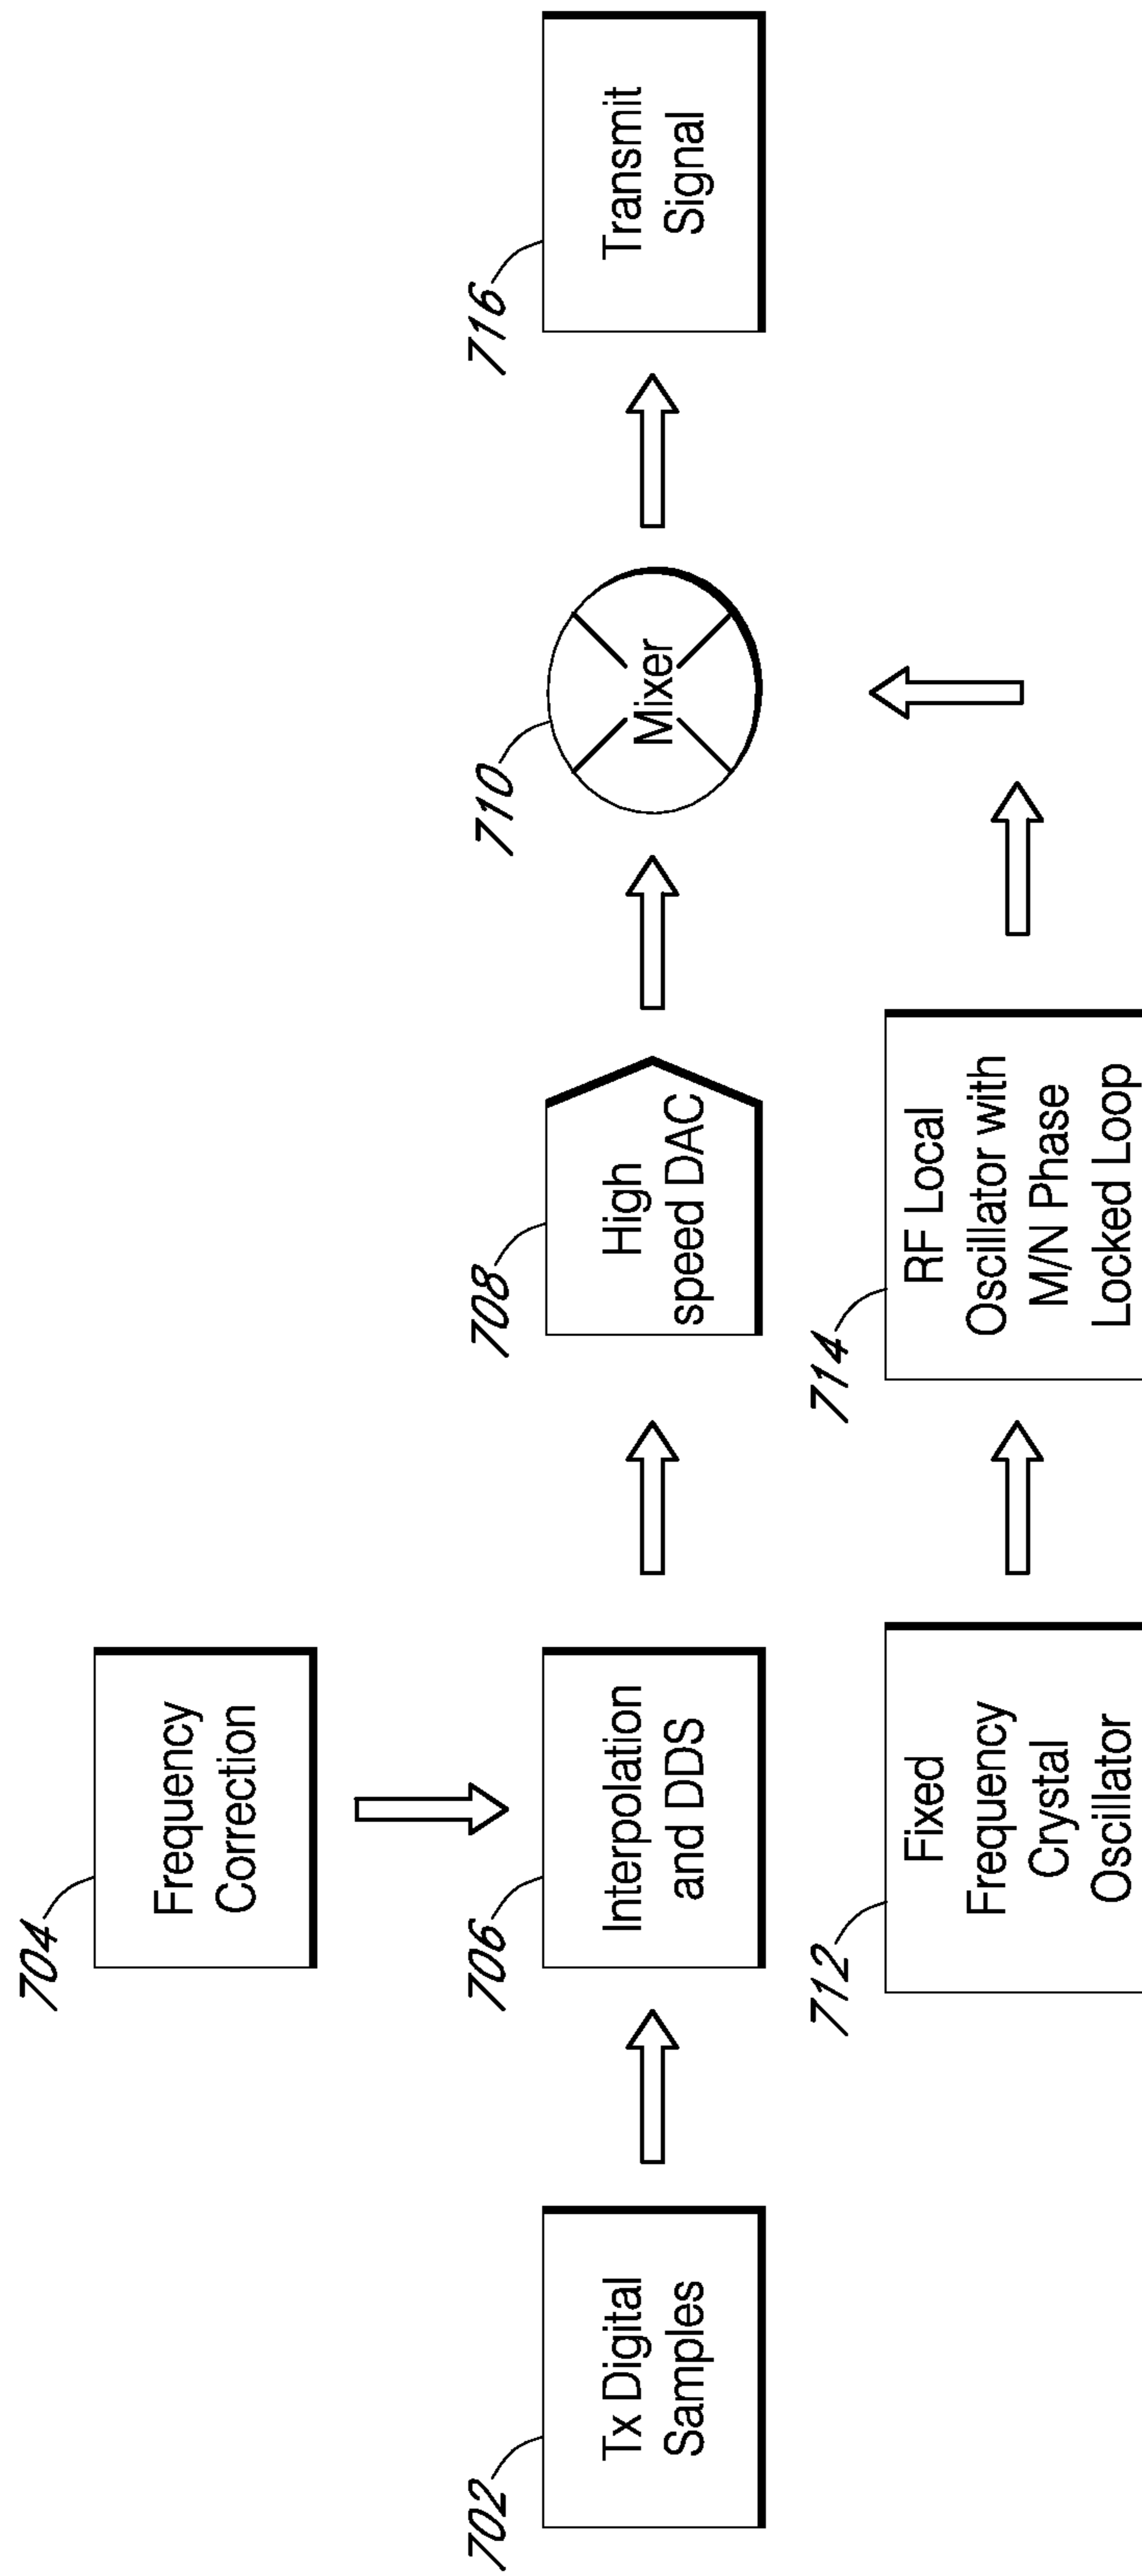 704
Frequency
Correction
702
Tx Digital
Samples
706
Interpolation
and DDS
708
High
speed DAC
710
Mixer
716
Transmit
Signal
712
Fixed
Frequency
Crystal
Oscillator
714
RF Local
Oscillator with
M/N Phase
Locked Loop